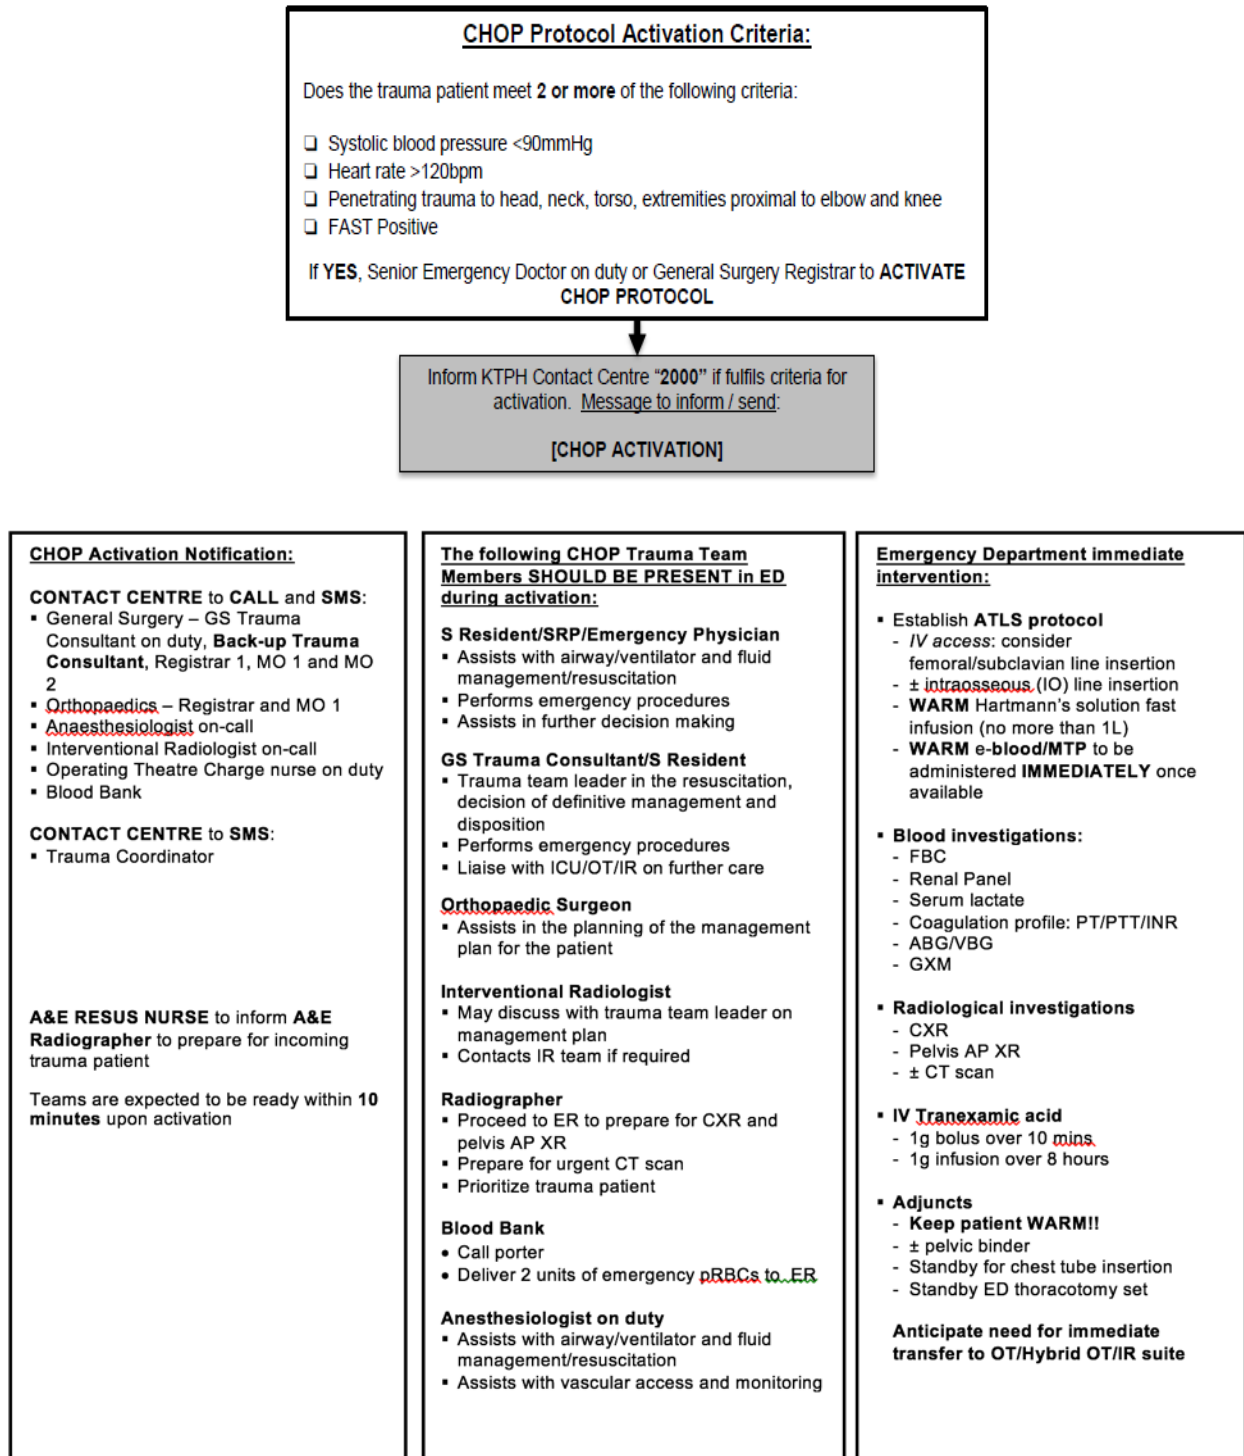 CHOP Protocol Activation Criteria:
Does the trauma patient meet 2 or more of the following criteria:
❑ Systolic blood pressure <90mmHg
❑ Heart rate >120bpm
❑ Penetrating trauma to head, neck, torso, extremities proximal to elbow and knee
❑ FAST Positive
If YES, Senior Emergency Doctor on duty or General Surgery Registrar to ACTIVATE
CHOP PROTOCOL
Inform KTPH Contact Centre “2000” if fulfils criteria for
activation. Message to inform / send:
[CHOP ACTIVATION]
CHOP Activation Notification:
CONTACT CENTRE to CALL and SMS:
▪ General Surgery – GS Trauma
Consultant on duty, Back-up Trauma
Consultant, Registrar 1, MO 1 and MO
2
▪ Orthopaedics – Registrar and MO 1
▪ Anaesthesiologist on-call
▪ Interventional Radiologist on-call
▪ Operating Theatre Charge nurse on duty
▪ Blood Bank
CONTACT CENTRE to SMS:
▪ Trauma Coordinator
A&E RESUS NURSE to inform A&E
Radiographer to prepare for incoming
trauma patient
Teams are expected to be ready within 10
minutes upon activation
The following CHOP Trauma Team
Members SHOULD BE PRESENT in ED
during activation:
S Resident/SRP/Emergency Physician
▪ Assists with airway/ventilator and fluid
management/resuscitation
▪ Performs emergency procedures
▪ Assists in further decision making
GS Trauma Consultant/S Resident
▪ Trauma team leader in the resuscitation,
decision of definitive management and
disposition
▪ Performs emergency procedures
▪ Liaise with ICU/OT/IR on further care
Orthopaedic Surgeon
▪ Assists in the planning of the management
plan for the patient
Interventional Radiologist
▪ May discuss with trauma team leader on
management plan
▪ Contacts IR team if required
Radiographer
▪ Proceed to ER to prepare for CXR and
pelvis AP XR
▪ Prepare for urgent CT scan
▪ Prioritize trauma patient
Blood Bank
• Call porter
• Deliver 2 units of emergency pRBCs to ER
Anesthesiologist on duty
▪ Assists with airway/ventilator and fluid
management/resuscitation
▪ Assists with vascular access and monitoring
Emergency Department immediate
intervention:
▪ Establish ATLS protocol
- IV access: consider
femoral/subclavian line insertion
- ± intraosseous (IO) line insertion
- WARM Hartmann’s solution fast
infusion (no more than 1L)
- WARM e-blood/MTP to be
administered IMMEDIATELY once
available
▪ Blood investigations:
- FBC
- Renal Panel
- Serum lactate
- Coagulation profile: PT/PTT/INR
- ABG/VBG
- GXM
▪ Radiological investigations
- CXR
- Pelvis AP XR
- ± CT scan
▪ IV Tranexamic acid
- 1g bolus over 10 mins
- 1g infusion over 8 hours
▪ Adjuncts
- Keep patient WARM!!
- ± pelvic binder
- Standby for chest tube insertion
- Standby ED thoracotomy set
Anticipate need for immediate
transfer to OT/Hybrid OT/IR suite